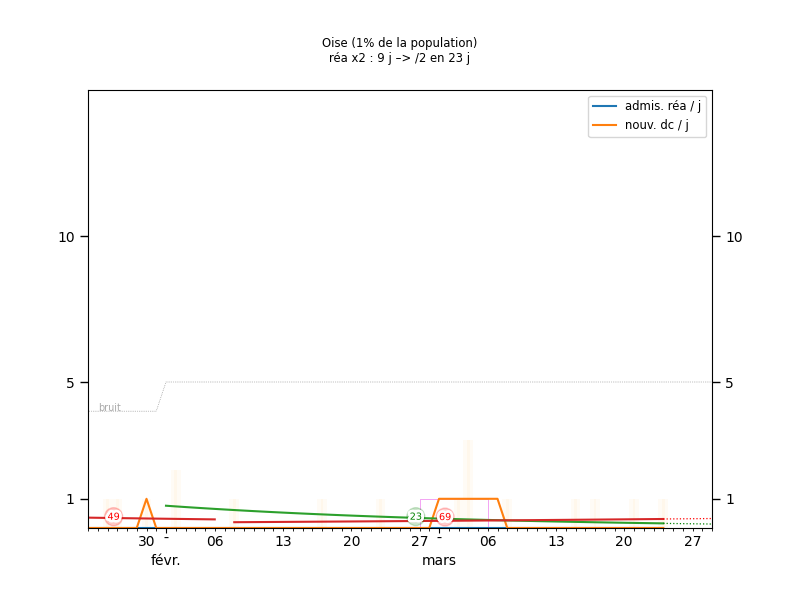 Oise (1% de la population)
réa x2 : 9 j –> /2 en 23 j
admis. réa / j
nouv. dc / j
10 10
5 5
bruit
1 1
49 23 69
30 - 06 13 20 27 - 06 13 20 27
févr. mars